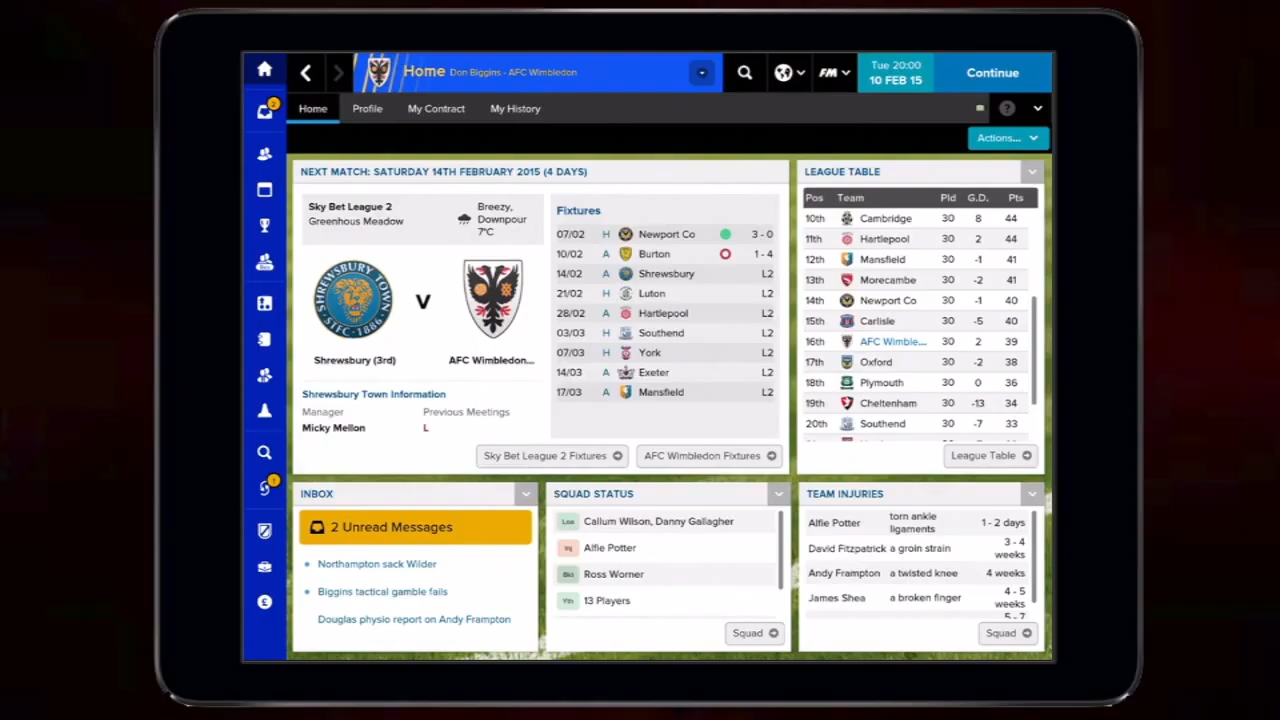 Home Don Biggins - AFC Wimbledon
FM
Tue 20:00
10 FEB 15
Continue
2
Home Profile My Contract My History
?
Actions...
NEXT MATCH: SATURDAY 14TH FEBRUARY 2015 (4 DAYS)
Sky Bet League 2
Greenhous Meadow
Breezy,
Downpour
7°C
SHREWSBURY TOWN
STFC·1886
V
Shrewsbury (3rd)
AFC Wimbledon...
Shrewsbury Town Information
Manager
Previous Meetings
Micky Mellon
L
Fixtures
07/02 H Newport Co 3 - 0
10/02 A Burton 1 - 4
14/02 A Shrewsbury L2
21/02 H Luton L2
28/02 A Hartlepool L2
03/03 H Southend L2
07/03 H York L2
14/03 A Exeter L2
17/03 A Mansfield L2
Sky Bet League 2 Fixtures
AFC Wimbledon Fixtures
LEAGUE TABLE
Pos Team Pld G.D. Pts
10th Cambridge 30 8 44
11th Hartlepool 30 2 44
12th Mansfield 30 -1 41
13th Morecambe 30 -2 41
14th Newport Co 30 -1 40
15th Carlisle 30 -5 40
16th AFC Wimble... 30 2 39
17th Oxford 30 -2 38
18th Plymouth 30 0 36
19th Cheltenham 30 -13 34
20th Southend 30 -7 33
League Table
INBOX
2 Unread Messages
Northampton sack Wilder
Biggins tactical gamble fails
Douglas physio report on Andy Frampton
SQUAD STATUS
Loa Callum Wilson, Danny Gallagher
Inj Alfie Potter
Bkd Ross Worner
Yth 13 Players
Squad
TEAM INJURIES
Alfie Potter torn ankle ligaments 1 - 2 days
David Fitzpatrick a groin strain 3 - 4 weeks
Andy Frampton a twisted knee 4 weeks
James Shea a broken finger 4 - 5 weeks
5 - 7
Squad